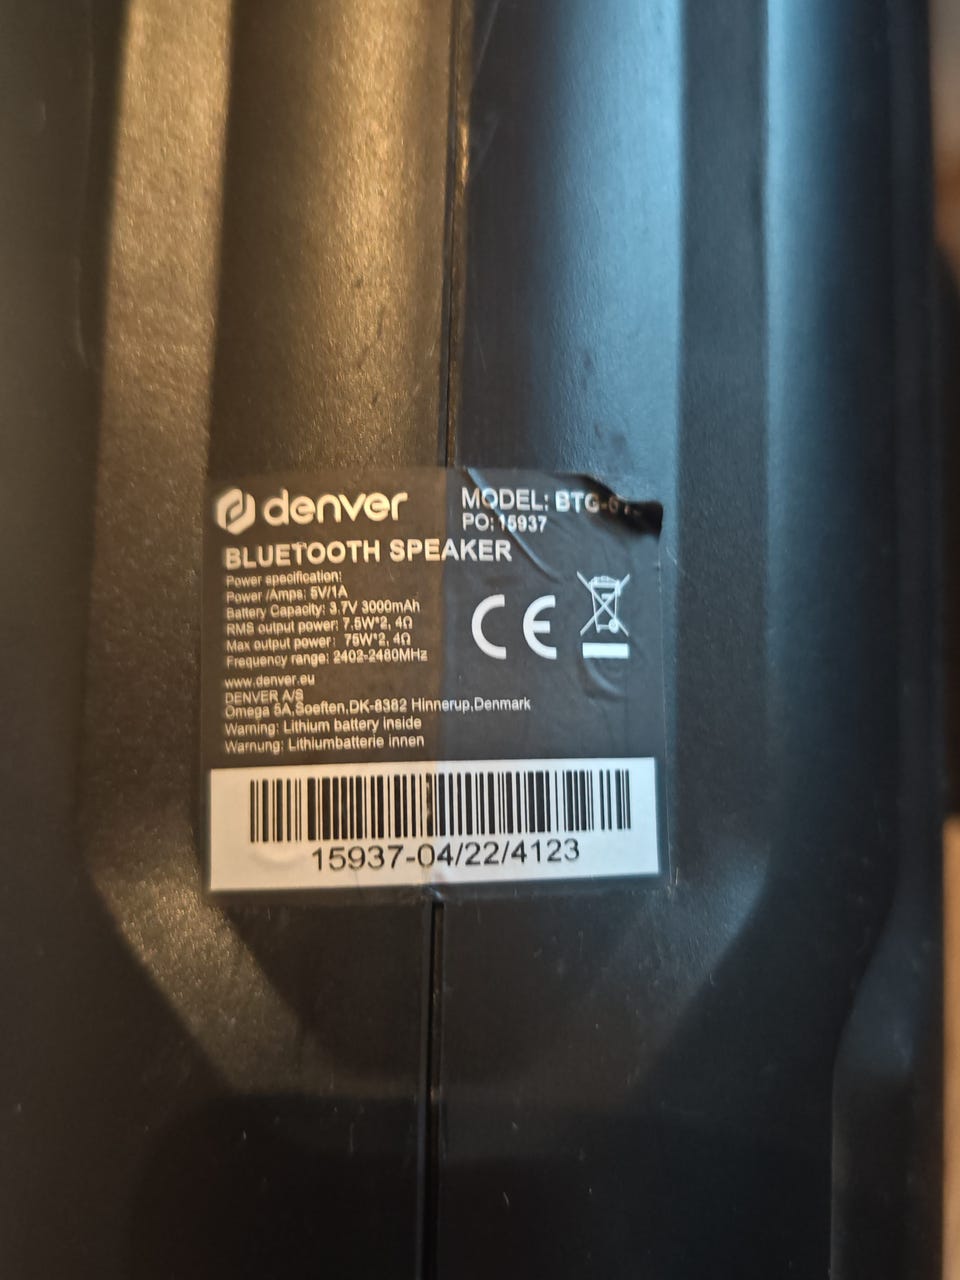 denver
MODEL:
PO: 15937
BLUETOOTH SPEAKER
Power specification:
Power /Amps: 5V/1A
Battery Capacity: 3.7V 3000mAh
RMS output power: 7.5W*2, 4Ω
Max output power: 75W*2, 4Ω
Frequency range: 2402-2480MHz
www.denver.eu
DENVER A/S
Omega 5A,Soeften,DK-8382 Hinnerup,Denmark
Warning: Lithium battery inside
Warnung: Lithiumbatterie innen
CE
15937-04/22/4123